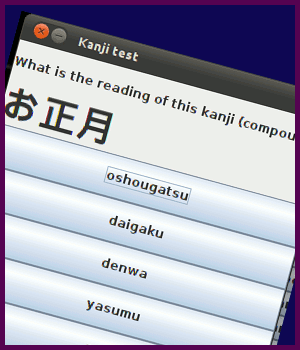 Kanji test
What is the reading of this kanji (compou
お正月
oshougatsu
daigaku
denwa
yasumu